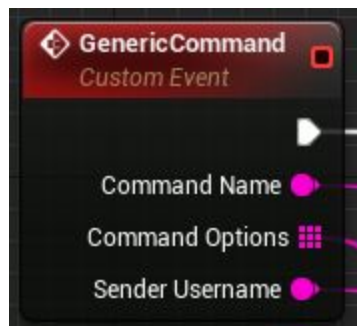 GenericCommand
Custom Event
Command Name
Command Options
Sender Username